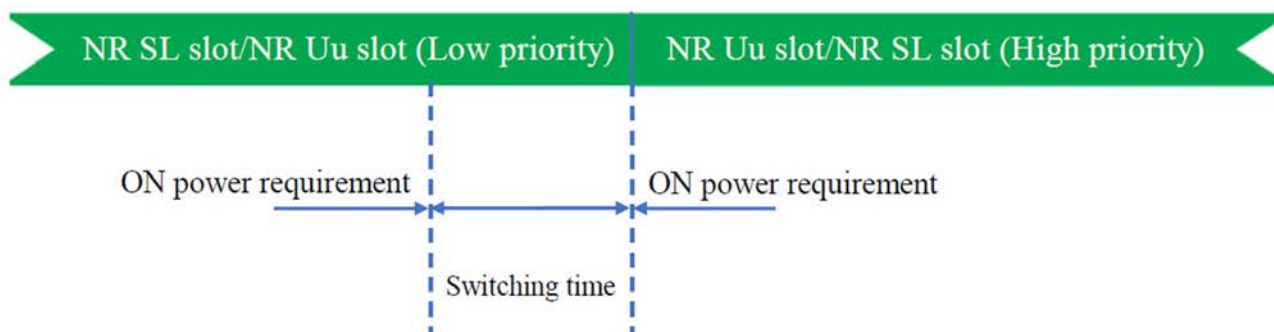 NR SL slot/NR Uu slot (Low priority)
NR Uu slot/NR SL slot (High priority)
ON power requirement
ON power requirement
Switching time